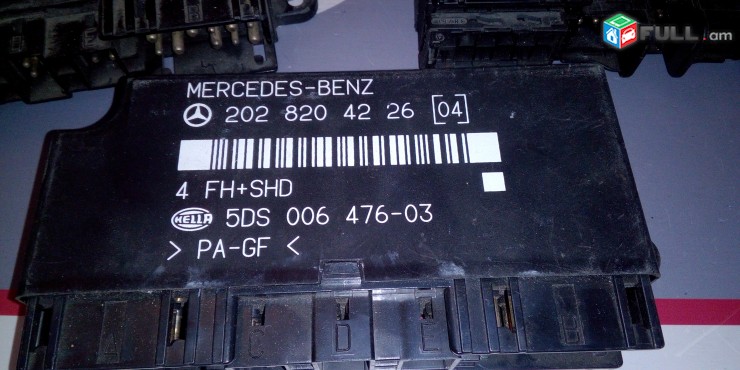 FULL.am
MERCEDES-BENZ
202 820 42 26 [04]
4 FH+SHD
HELLA 5DS 006 476-03
> PA-GF <
A C D E